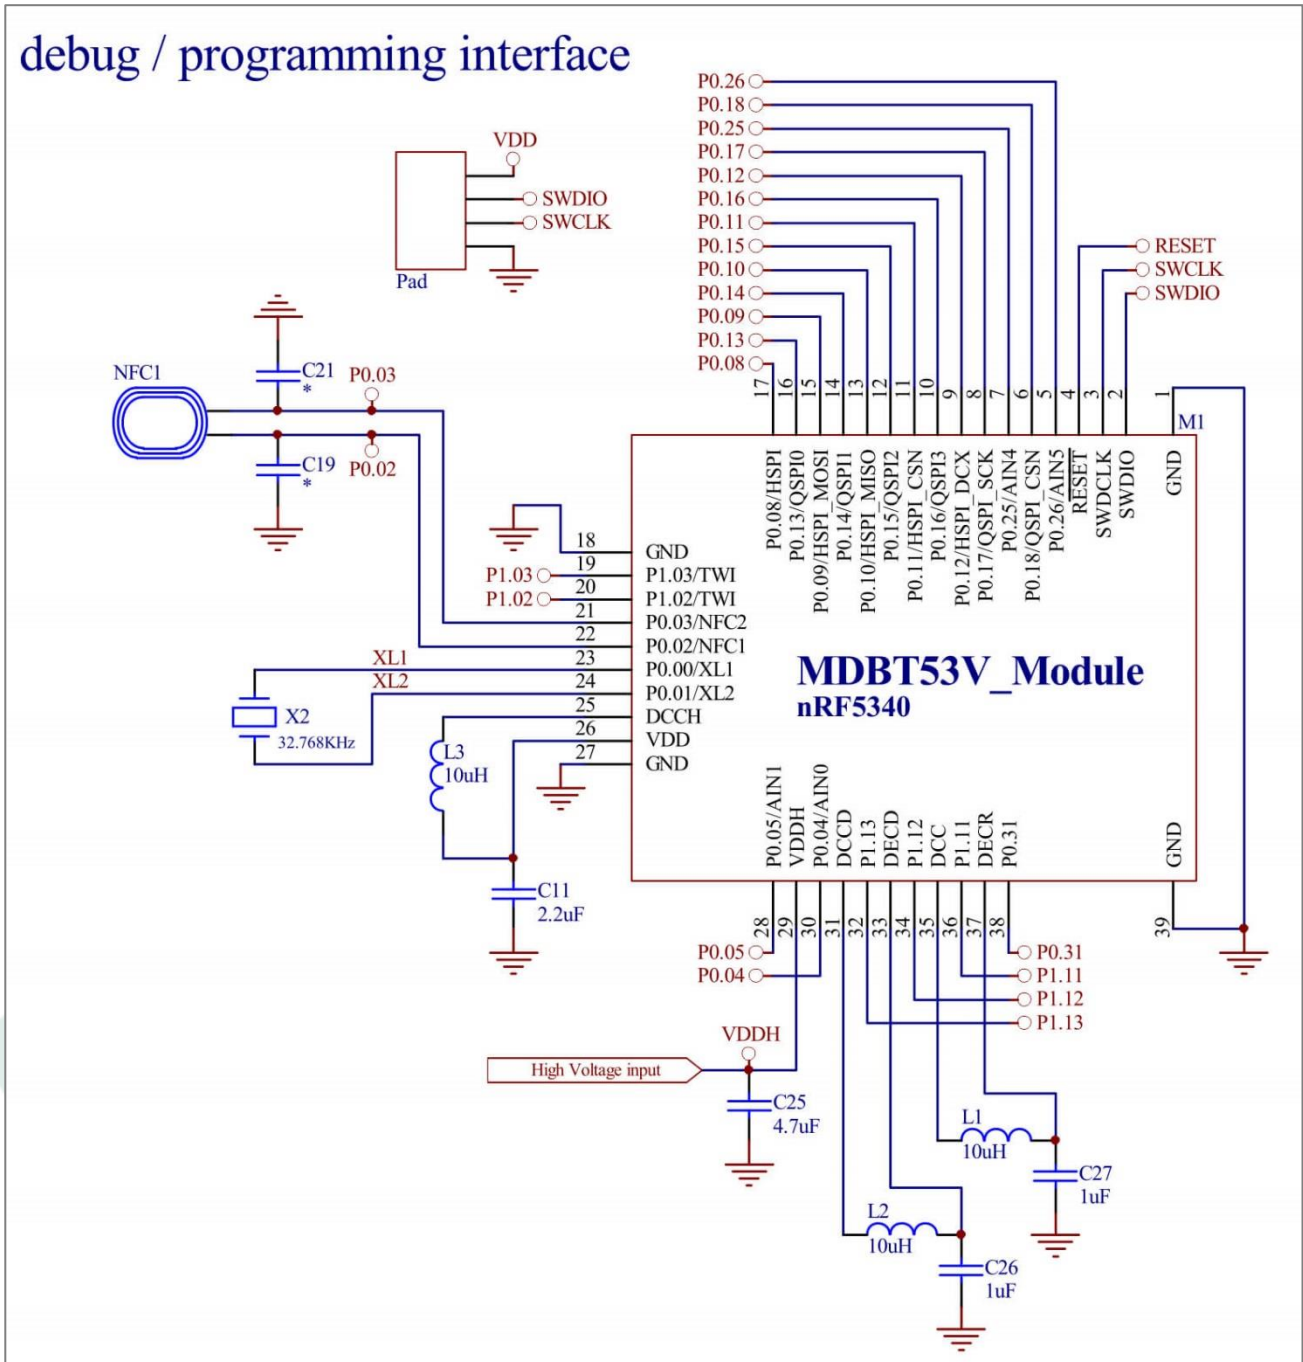 debug / programming interface
VDD
SWDIO
SWCLK
Pad
P0.26
P0.18
P0.25
P0.17
P0.12
P0.16
P0.11
P0.15
P0.10
P0.14
P0.09
P0.13
P0.08
RESET
SWCLK
SWDIO
NFC1
C21
*
P0.03
C19
*
P0.02
17
16
15
14
13
12
11
10
9
8
7
6
5
4
3
2
1
M1
P0.08/HSPI
P0.13/QSPI0
P0.09/HSPI_MOSI
P0.14/QSPI1
P0.10/HSPI_MISO
P0.15/QSPI2
P0.11/HSPI_CSN
P0.16/QSPI3
P0.12/HSPI_DCX
P0.17/QSPI_SCK
P0.25/AIN4
P0.18/QSPI_CSN
P0.26/AIN5
RESET
SWDCLK
SWDIO
GND
18 GND
P1.03 19 P1.03/TWI
P1.02 20 P1.02/TWI
21 P0.03/NFC2
22 P0.02/NFC1
XL1 23 P0.00/XL1
XL2 24 P0.01/XL2
25 DCCH
26 VDD
27 GND
X2
32.768KHz
L3
10uH
C11
2.2uF
MDBT53V_Module
nRF5340
P0.05/AIN1
VDDH
P0.04/AIN0
DCCD
P1.13
DECD
P1.12
DCC
P1.11
DECR
P0.31
GND
28
29
30
31
32
33
34
35
36
37
38
39
P0.05
P0.04
P0.31
P1.11
P1.12
P1.13
VDDH
High Voltage input
C25
4.7uF
L1
10uH
C27
1uF
L2
10uH
C26
1uF